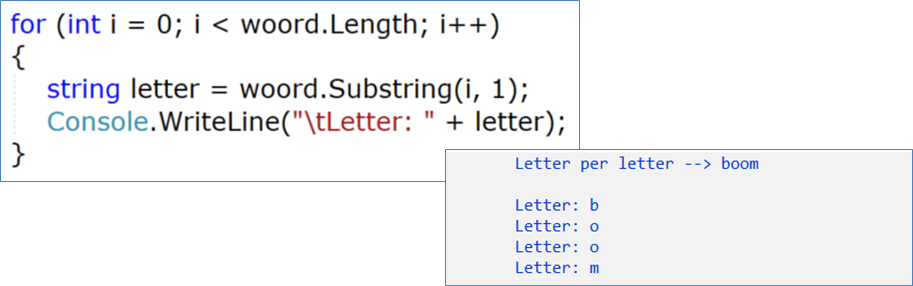 for (int i = 0; i < woord.Length; i++)
{
string letter = woord.Substring(i, 1);
Console.WriteLine("\tLetter: " + letter);
}
Letter per letter --> boom
Letter: b
Letter: o
Letter: o
Letter: m